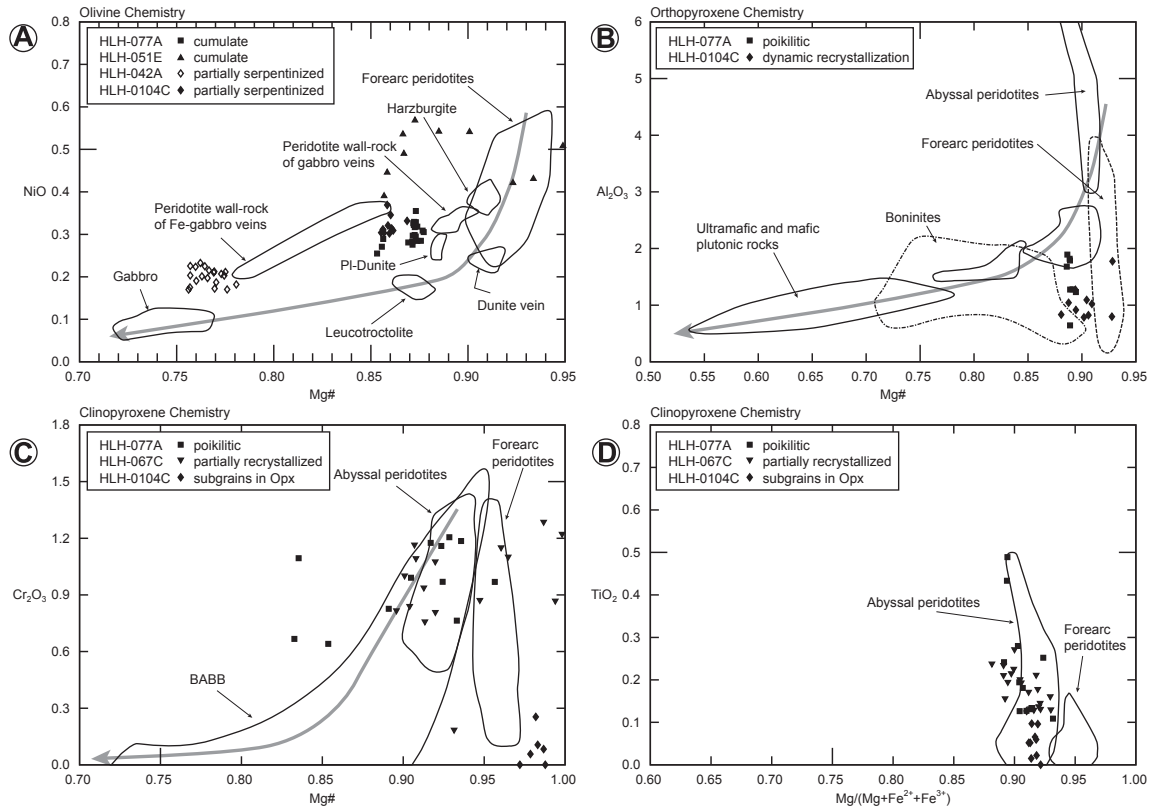 Olivine Chemistry
A
HLH-077A ■ cumulate
HLH-051E ▲ cumulate
HLH-042A ◇ partially serpentinized
HLH-0104C ◆ partially serpentinized
0.8
0.7
0.6
0.5
0.4
0.3
0.2
0.1
0.0
NiO
Forearc peridotites
Harzburgite
Peridotite wall-rock
of gabbro veins
Peridotite wall-rock
of Fe-gabbro veins
Gabbro
Pl-Dunite
Dunite vein
Leucotroctolite
0.70 0.75 0.80 0.85 0.90 0.95
Mg#
Orthopyroxene Chemistry
B
HLH-077A ■ poikilitic
HLH-0104C ◆ dynamic recrystallization
6
5
4
3
2
1
0
Al₂O₃
Abyssal peridotites
Forearc peridotites
Boninites
Ultramafic and mafic
plutonic rocks
0.50 0.55 0.60 0.65 0.70 0.75 0.80 0.85 0.90 0.95
Mg#
Clinopyroxene Chemistry
C
HLH-077A ■ poikilitic
HLH-067C ▼ partially recrystallized
HLH-0104C ◆ subgrains in Opx
1.8
1.5
1.2
0.9
0.6
0.3
0.0
Cr₂O₃
Forearc
peridotites
Abyssal peridotites
BABB
0.70 0.75 0.80 0.85 0.90 0.95 1.00
Mg#
Clinopyroxene Chemistry
D
HLH-077A ■ poikilitic
HLH-067C ▼ partially recrystallized
HLH-0104C ◆ subgrains in Opx
0.8
0.7
0.6
0.5
0.4
0.3
0.2
0.1
0.0
TiO₂
Abyssal peridotites
Forearc
peridotites
0.60 0.65 0.70 0.75 0.80 0.85 0.90 0.95 1.00
Mg/(Mg+Fe²⁺+Fe³⁺)